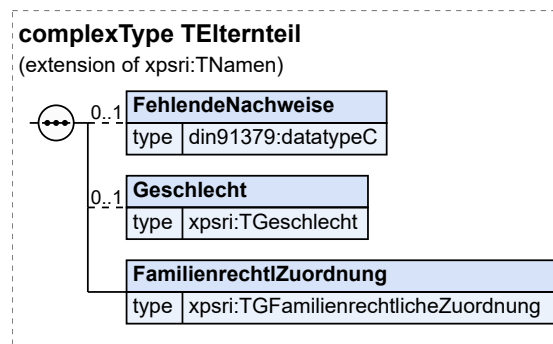 complexType TElternteil
(extension of xpsri:TNamen)
0..1
FehlendeNachweise
type din91379:datatypeC
0..1
Geschlecht
type xpsri:TGeschlecht
FamilienrechtlZuordnung
type xpsri:TGFamilienrechtlicheZuordnung